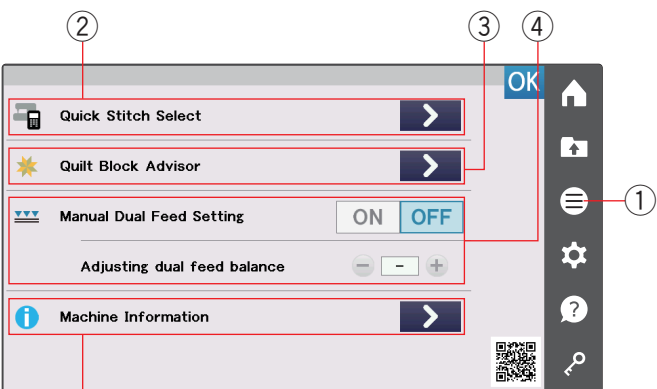 ② ③ ④
OK
Quick Stitch Select
Quilt Block Advisor
①
Manual Dual Feed Setting ON OFF
Adjusting dual feed balance − - +
Machine Information
?